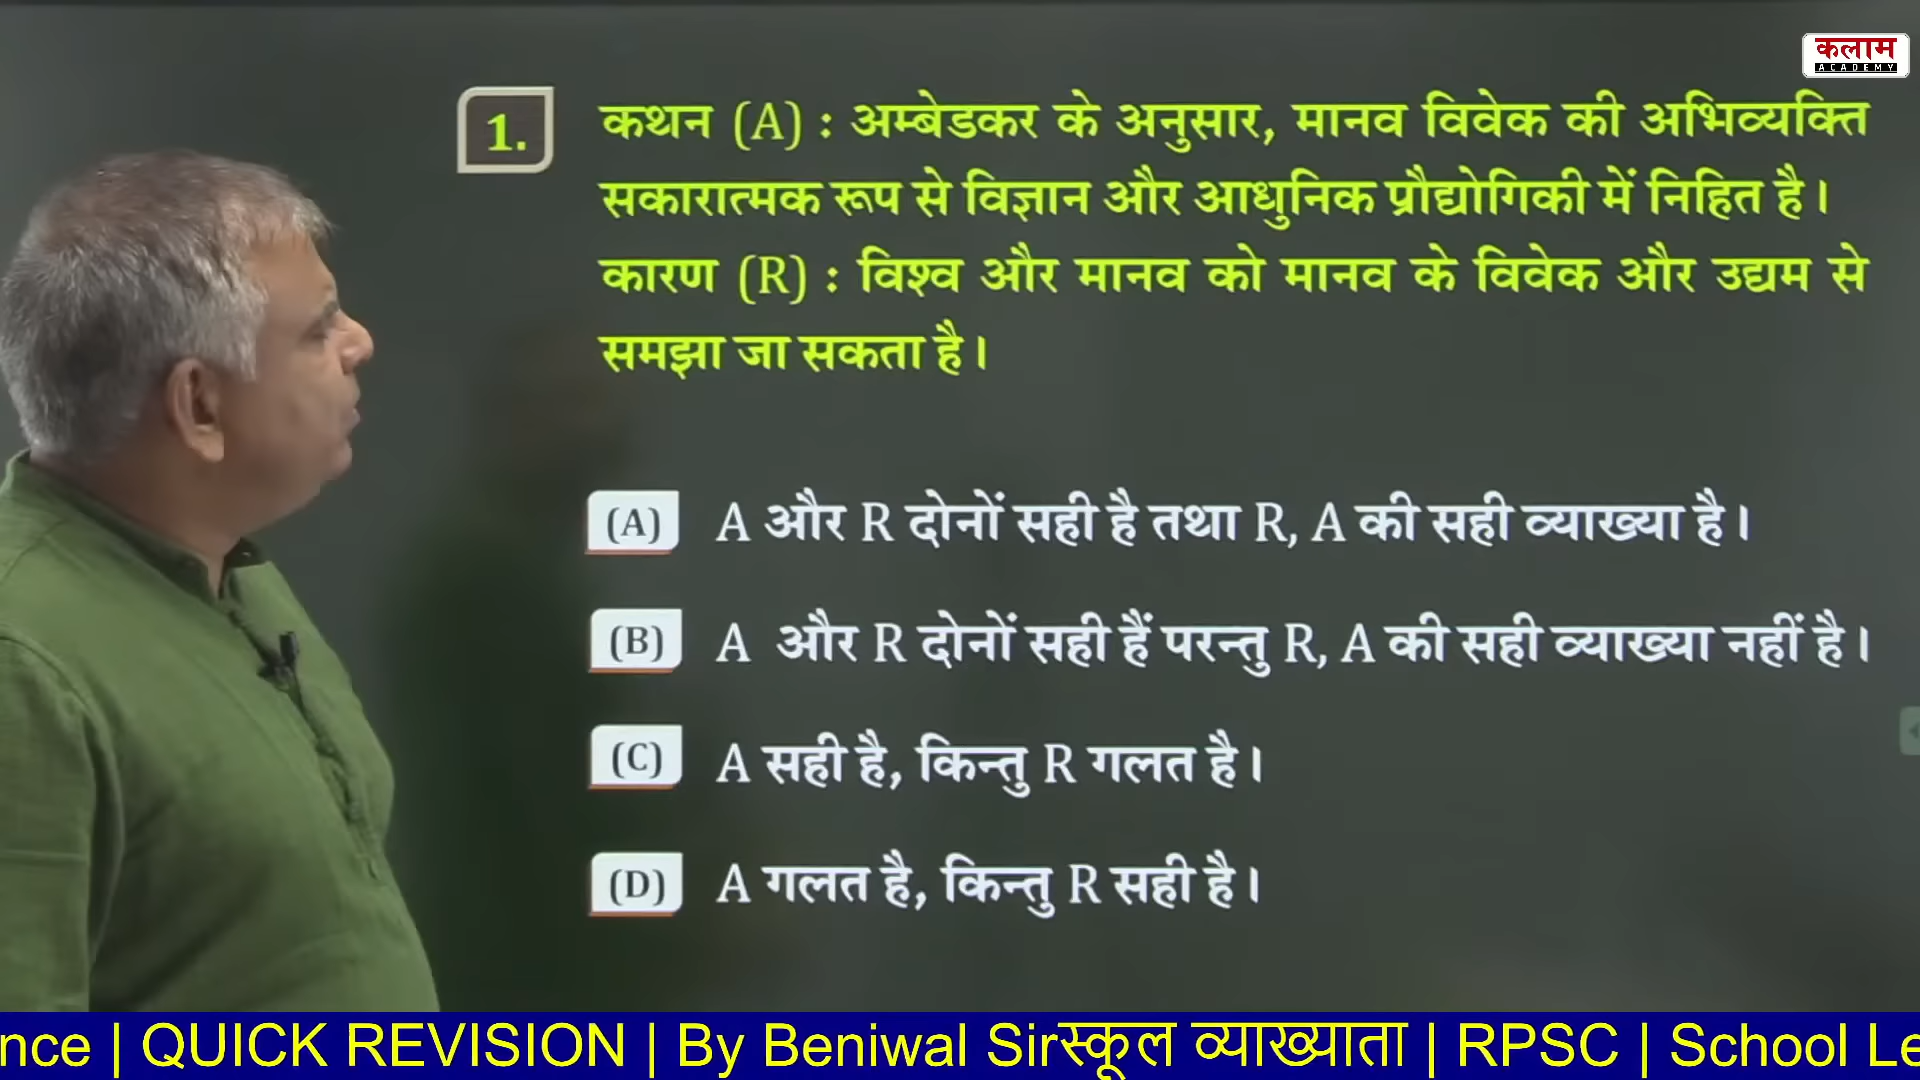 कलाम
ACADEMY
1.
कथन (A) : अम्बेडकर के अनुसार, मानव विवेक की अभिव्यक्ति
सकारात्मक रूप से विज्ञान और आधुनिक प्रौद्योगिकी में निहित है।
कारण (R) : विश्व और मानव को मानव के विवेक और उद्यम से
समझा जा सकता है।
(A) A और R दोनों सही है तथा R, A की सही व्याख्या है।
(B) A और R दोनों सही हैं परन्तु R, A की सही व्याख्या नहीं है।
(C) A सही है, किन्तु R गलत है।
(D) A गलत है, किन्तु R सही है।
nce | QUICK REVISION | By Beniwal Sirस्कूल व्याख्याता | RPSC | School Le